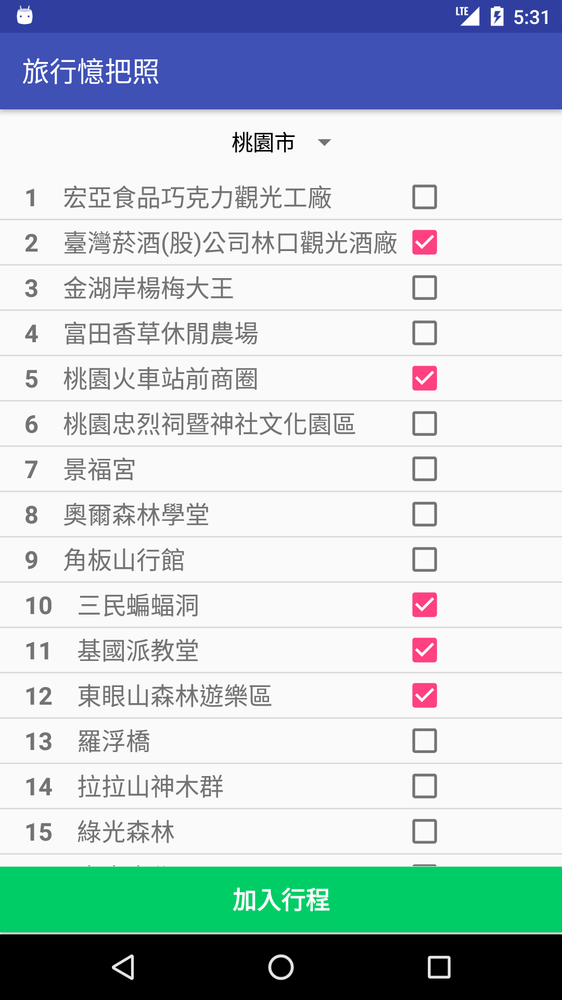 LTE 5:31
旅行憶把照
桃園市
1 宏亞食品巧克力觀光工廠
2 臺灣菸酒(股)公司林口觀光酒廠
3 金湖岸楊梅大王
4 富田香草休閒農場
5 桃園火車站前商圈
6 桃園忠烈祠暨神社文化園區
7 景福宮
8 奧爾森林學堂
9 角板山行館
10 三民蝙蝠洞
11 基國派教堂
12 東眼山森林遊樂區
13 羅浮橋
14 拉拉山神木群
15 綠光森林
加入行程